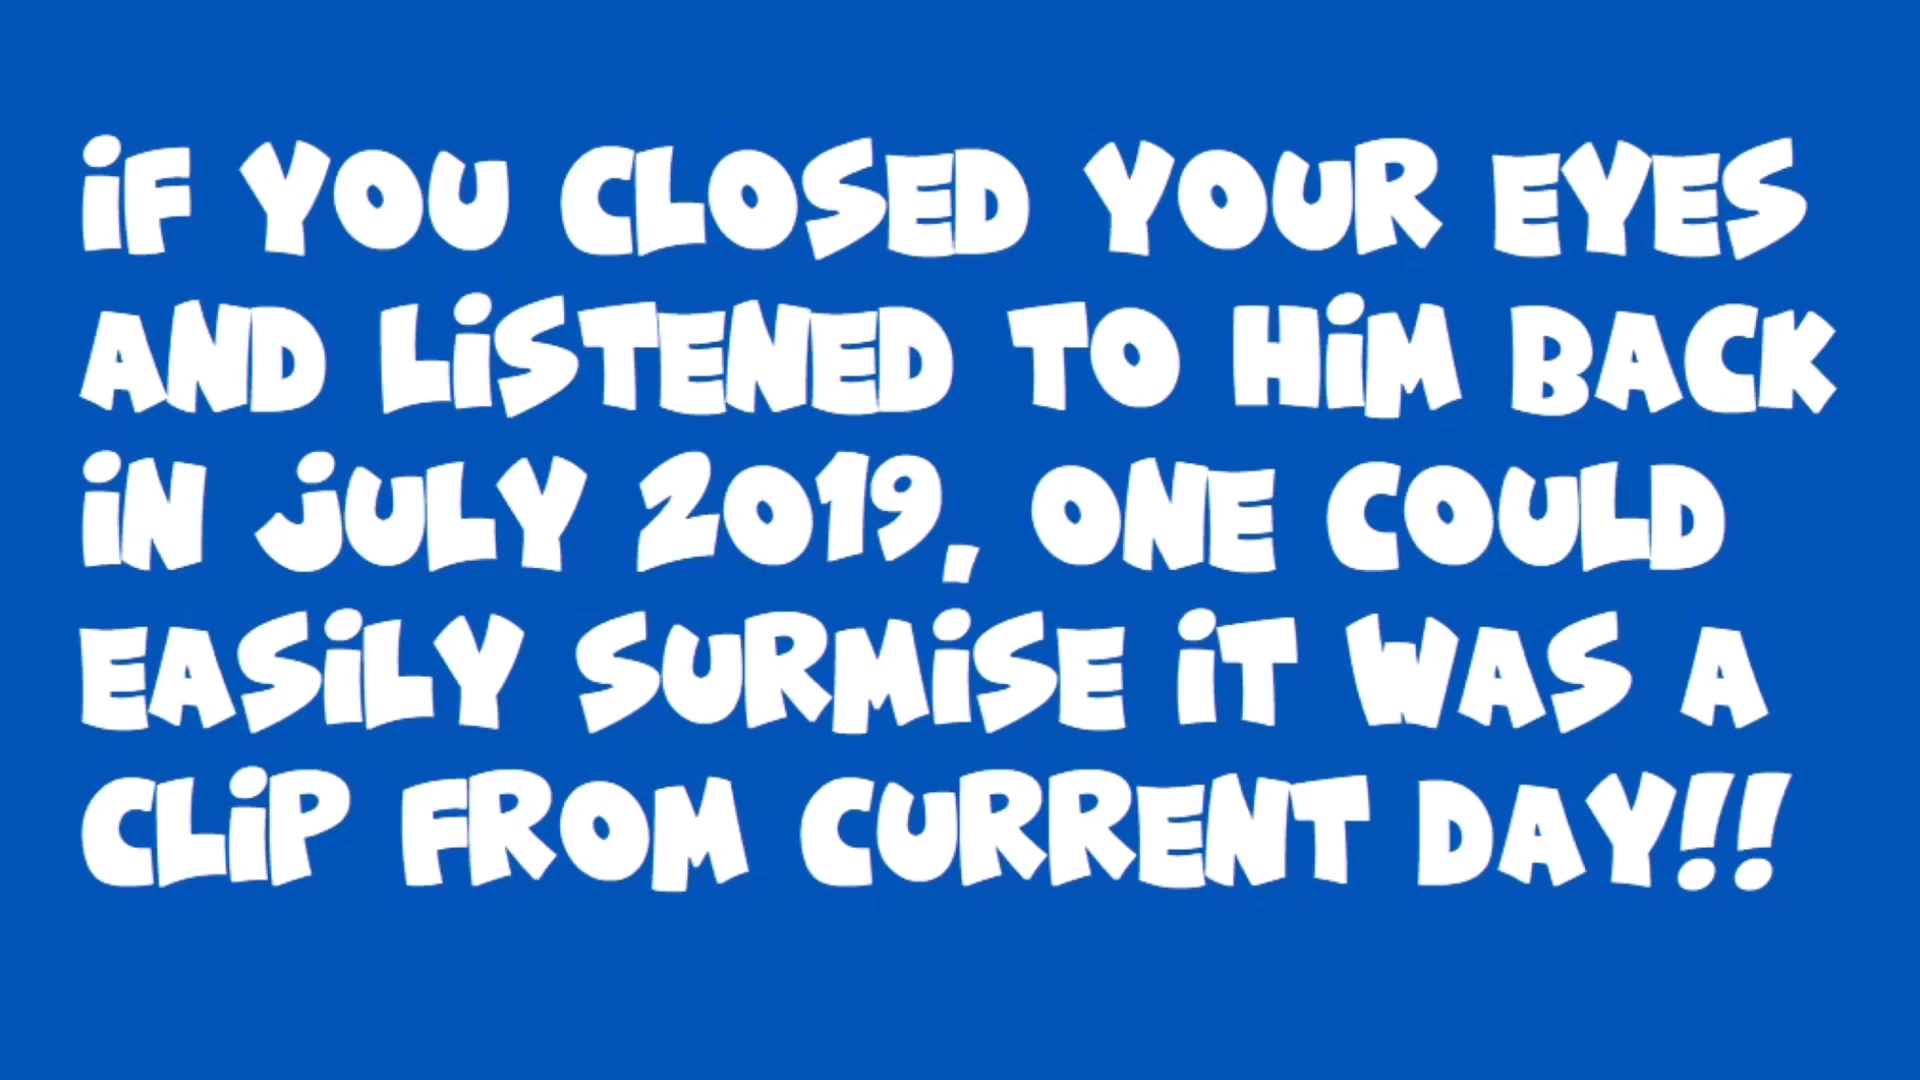 IF YOU CLOSED YOUR EYES
AND LISTENED TO HIM BACK
IN JULY 2019, ONE COULD
EASILY SURMISE IT WAS A
CLIP FROM CURRENT DAY!!